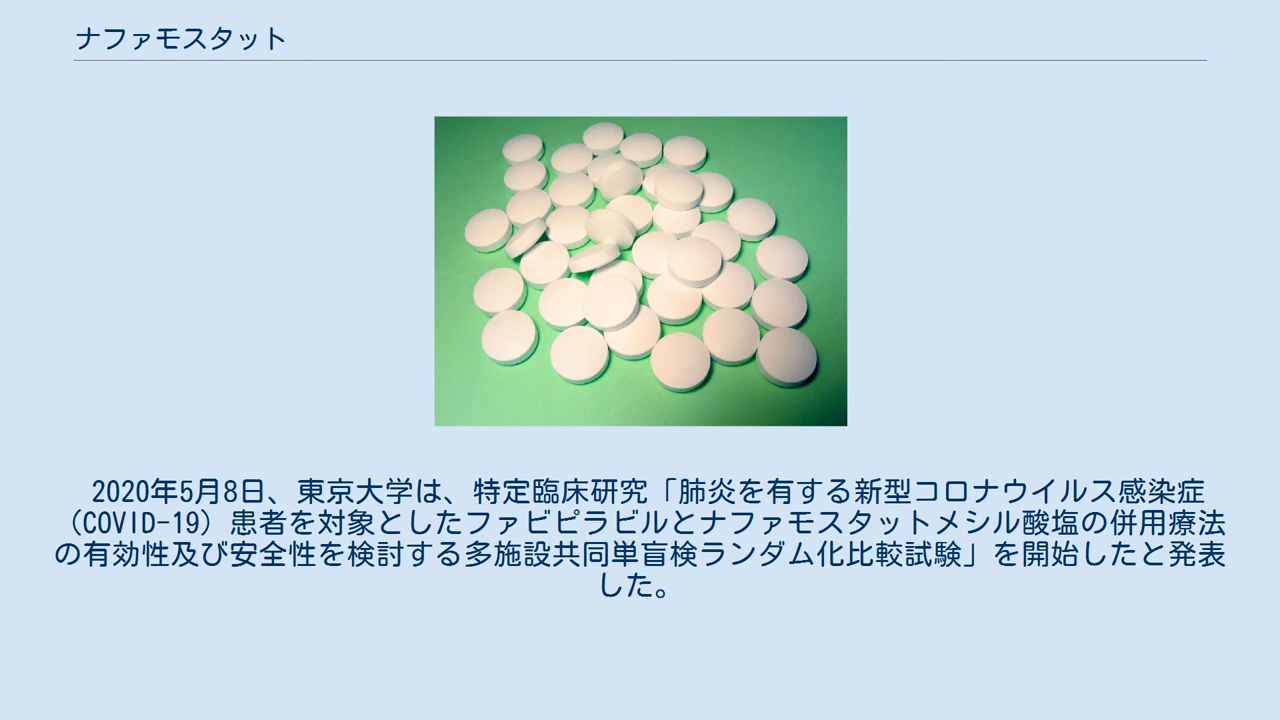 ナファモスタット
2020年5月8日、東京大学は、特定臨床研究「肺炎を有する新型コロナウイルス感染症
（COVID-19）患者を対象としたファビピラビルとナファモスタットメシル酸塩の併用療法
の有効性及び安全性を検討する多施設共同単盲検ランダム化比較試験」を開始したと発表
した。